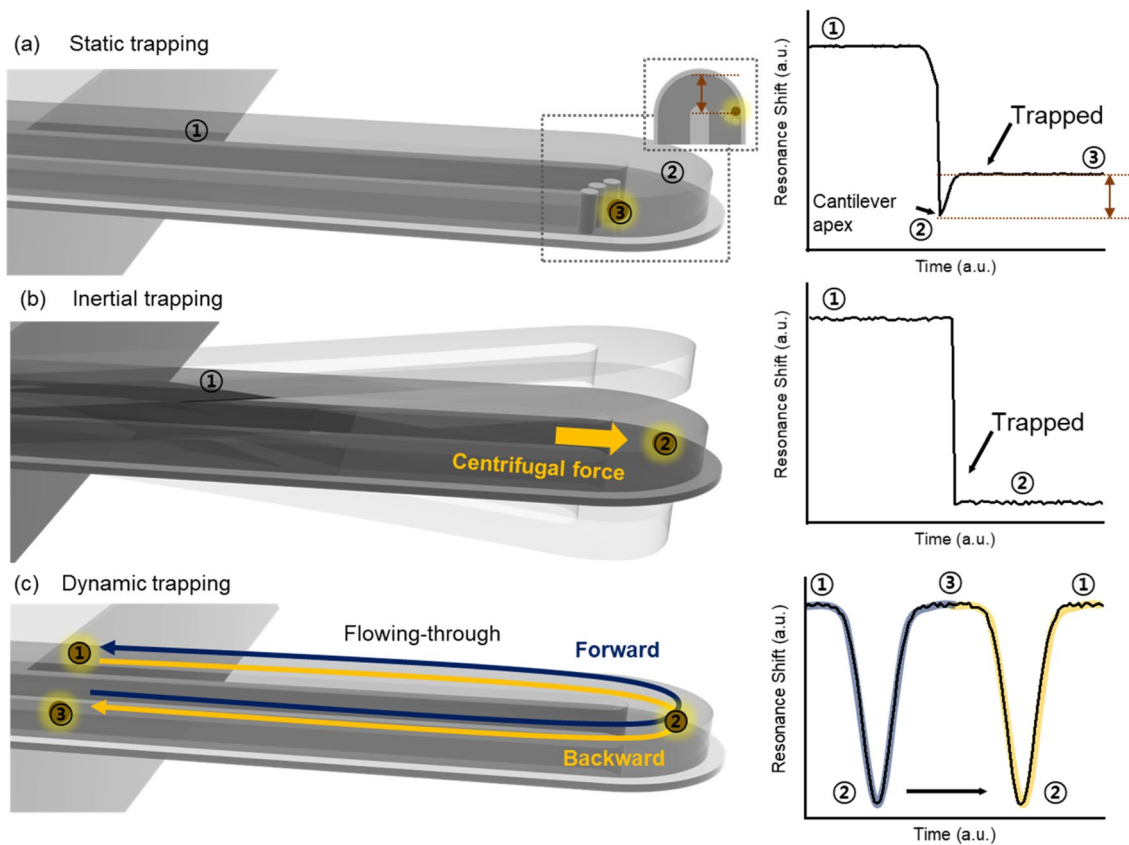 (a) Static trapping
①
②
③
①
Trapped
③
Cantilever
apex
②
Resonance Shift (a.u.)
Time (a.u.)
(b) Inertial trapping
①
Centrifugal force
②
①
Trapped
②
Resonance Shift (a.u.)
Time (a.u.)
(c) Dynamic trapping
Flowing-through
Forward
①
②
③
Backward
①
③
①
②
②
Resonance Shift (a.u.)
Time (a.u.)